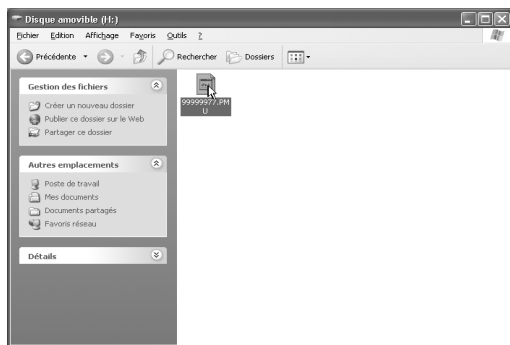 Disque amovible (H:)
Fichier Edition Affichage Favoris Outils ?
Précédente Rechercher Dossiers
Gestion des fichiers
Créer un nouveau dossier
Publier ce dossier sur le Web
Partager ce dossier
99999977.PM
U
Autres emplacements
Poste de travail
Mes documents
Documents partagés
Favoris réseau
Détails